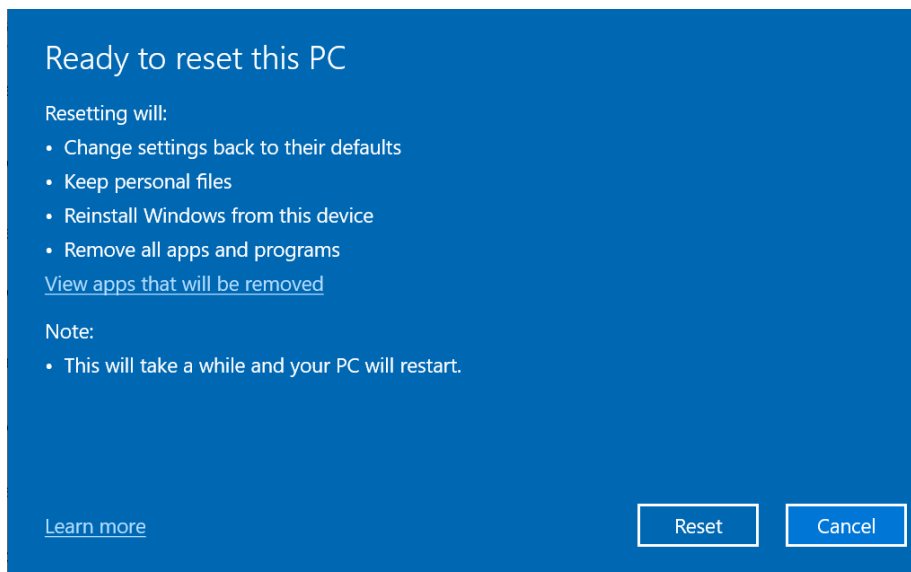 Ready to reset this PC
Resetting will:
• Change settings back to their defaults
• Keep personal files
• Reinstall Windows from this device
• Remove all apps and programs
View apps that will be removed
Note:
• This will take a while and your PC will restart.
Learn more
Reset
Cancel